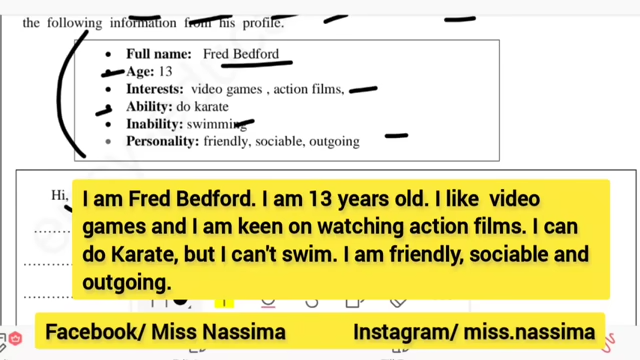 the following information from his profile.
• Full name: Fred Bedford
• Age: 13
• Interests: video games , action films,
• Ability: do karate
• Inability: swimming
• Personality: friendly, sociable, outgoing
Hi,
I am Fred Bedford. I am 13 years old. I like video
games and I am keen on watching action films. I can
do Karate, but I can't swim. I am friendly, sociable and
outgoing.
Facebook/ Miss Nassima Instagram/ miss.nassima